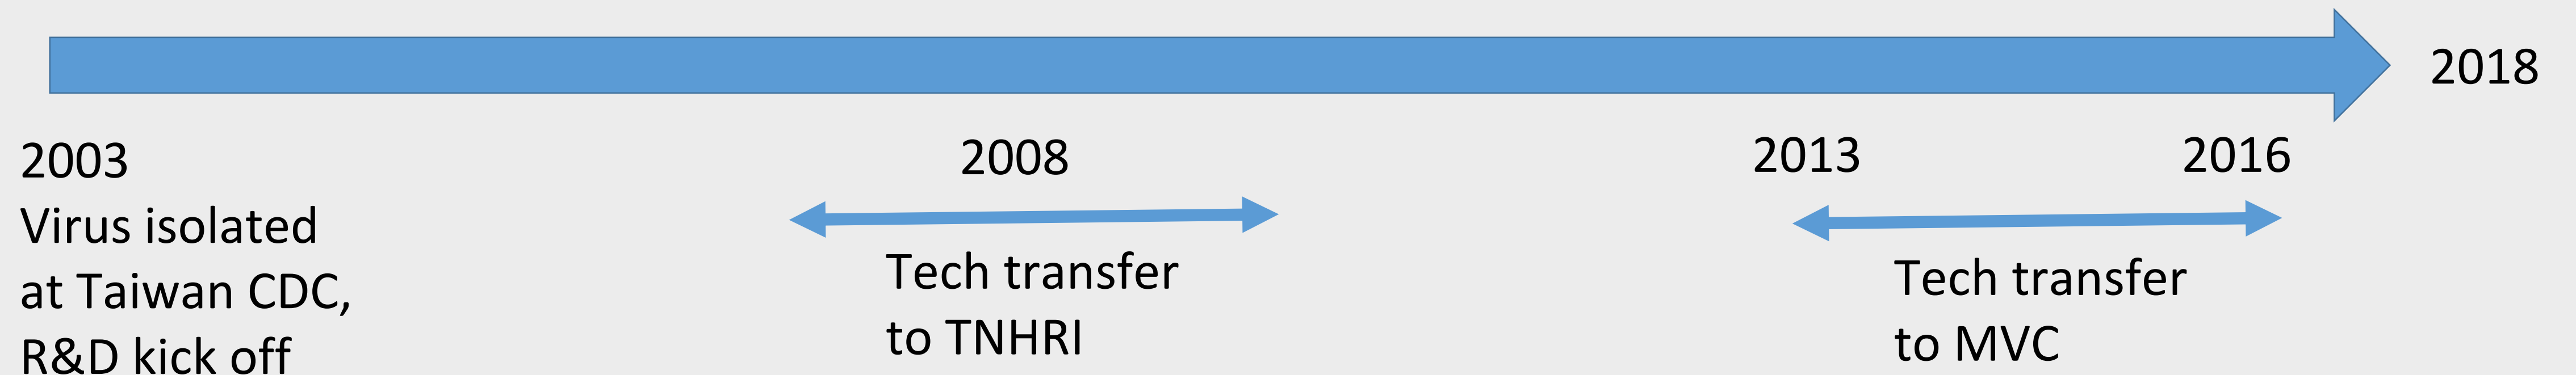 2018
2003
Virus isolated
at Taiwan CDC,
R&D kick off
2008
Tech transfer
to TNHRI
2013
2016
Tech transfer
to MVC